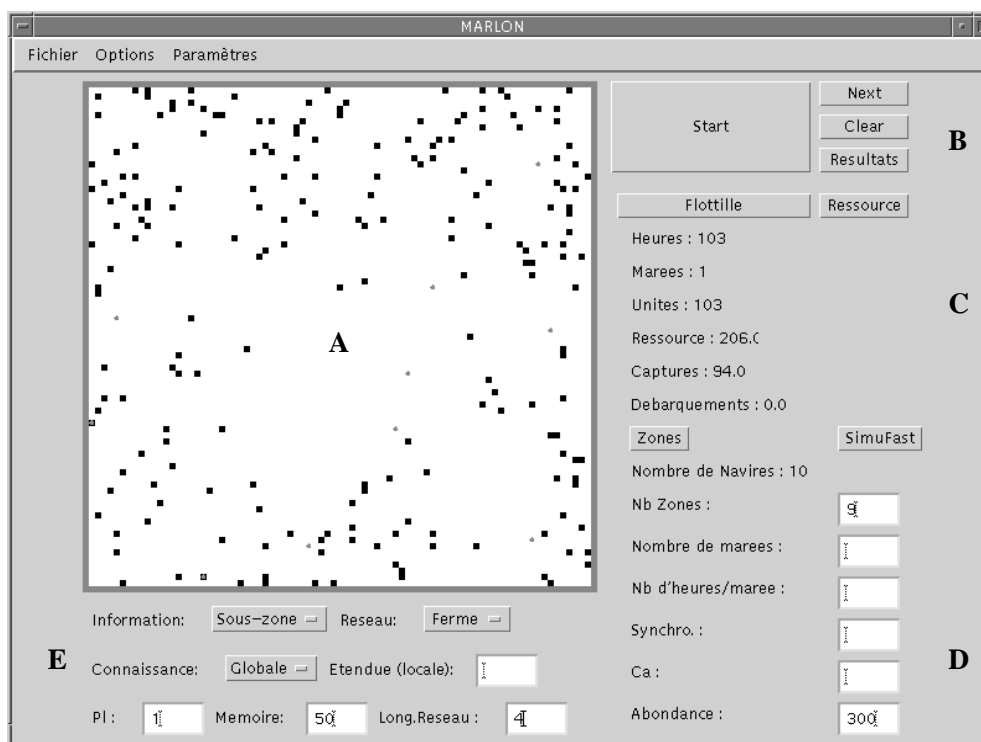 MARLON
Fichier Options Paramètres
Start
Next
Clear
Resultats
B
Flottille Ressource
Heures : 103
Marees : 1
Unites : 103
C
Ressource : 206.0
A
Captures : 94.0
Debarquements : 0.0
Zones SimuFast
Nombre de Navires : 10
Nb Zones : 9
Nombre de marees :
Nb d'heures/maree :
Synchro. :
Ca :
D
Abondance : 300
Information: Sous-zone Reseau: Ferme
E
Connaissance: Globale Etendue (locale):
Pl : 1 Memoire: 50 Long.Reseau : 4